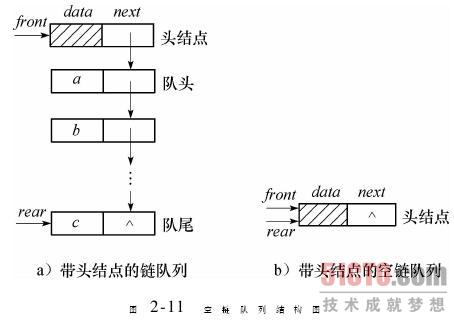 data next
front
头结点
a
队头
b
rear
c ^
队尾
a）带头结点的链队列
front data next
rear ^
头结点
b）带头结点的空链队列
51CTO.com
技术成就梦想
图 2-11 空链队列结构图